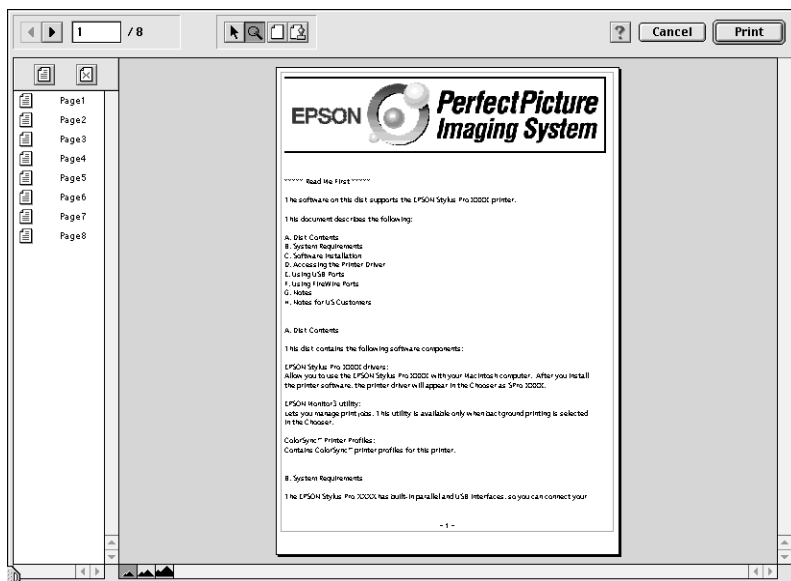 1 / 8
? Cancel Print
Page1
Page2
Page3
Page4
Page5
Page6
Page7
Page8
EPSON PerfectPicture
Imaging System
***** Read Me First *****
The software on this disk supports the EPSON Stylus Pro XXXX printer.
This document describes the following:
A. Disk Contents
B. System Requirements
C. Software Installation
D. Accessing the Printer Driver
E. Using USB Ports
F. Using FireWire Ports
G. Notes
H. Notes for US Customers
A. Disk Contents
This disk contains the following software components:
EPSON Stylus Pro XXXX drivers:
Allow you to use the EPSON Stylus Pro XXXX with your Macintosh computer. After you install
the printer software, the printer driver will appear in the Chooser as SPro XXXX.
EPSON Monitor3 utility:
Lets you manage print jobs. This utility is available only when background printing is selected
in the Chooser.
ColorSync™ Printer Profiles:
Contains ColorSync™ printer profiles for this printer.
B. System Requirements
The EPSON Stylus Pro XXXX has built-in parallel and USB interfaces, so you can connect your
- 1 -